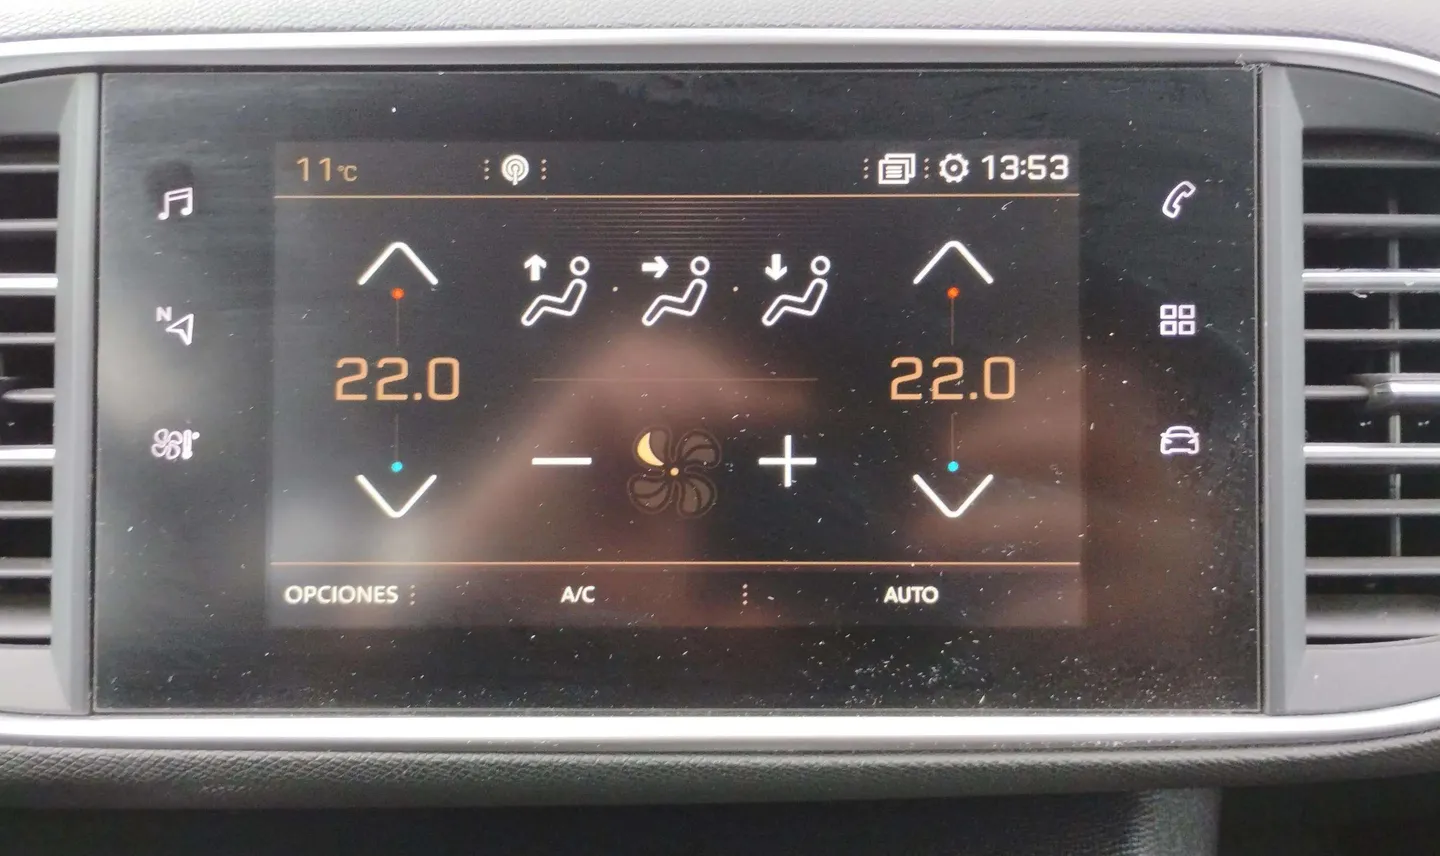 11°C
13:53
N
22.0
22.0
OPCIONES
A/C
AUTO